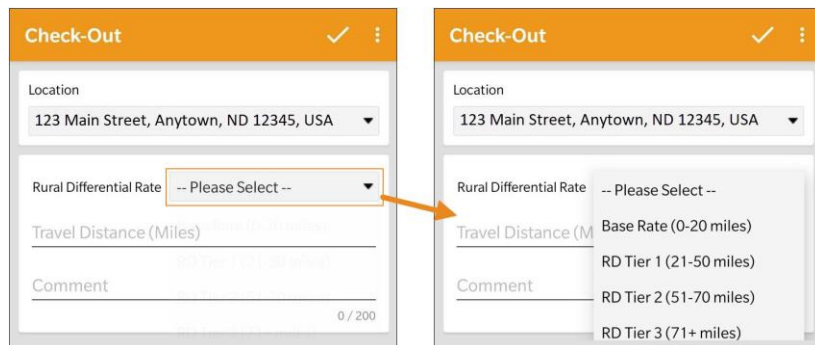 Check-Out
Location
123 Main Street, Anytown, ND 12345, USA
Rural Differential Rate -- Please Select --
Travel Distance (Miles)
Comment
0 / 200
Check-Out
Location
123 Main Street, Anytown, ND 12345, USA
Rural Differential Rate -- Please Select --
Base Rate (0-20 miles)
Travel Distance (M
RD Tier 1 (21-50 miles)
Comment
RD Tier 2 (51-70 miles)
RD Tier 3 (71+ miles)